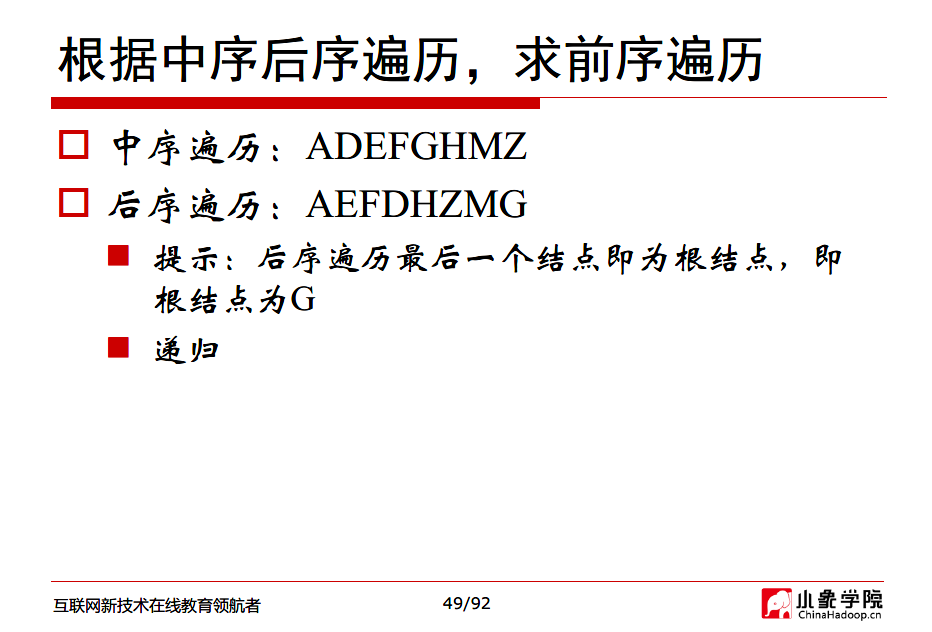 根据中序后序遍历，求前序遍历
中序遍历：ADEFGHMZ
后序遍历：AEFDHZMG
提示：后序遍历最后一个结点即为根结点，即
根结点为G
递归
互联网新技术在线教育领航者
49/92
小象学院
ChinaHadoop.cn